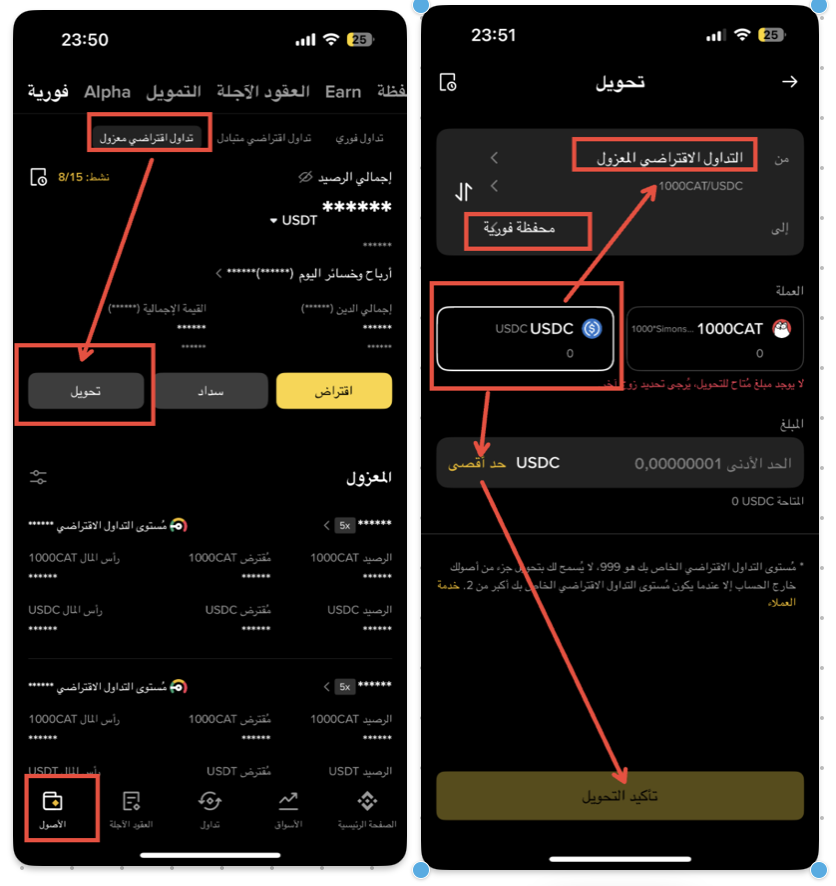 23:50
25
فورية Alpha التمويل العقود الآجلة Earn فظة
تداول فوري تداول اقتراضي متبادل تداول اقتراضي معزول
إجمالي الرصيد
نشط: 8/15
******
USDT
******
أرباح وخسائر اليوم (******)******
إجمالي الدين (******) القيمة الإجمالية (******)
****** ******
****** ******
اقتراض سداد تحويل
المعزول
****** 5x مستوى التداول الاقتراضي ******
الرصيد 1000CAT مُقترض 1000CAT رأس المال 1000CAT
****** ****** ******
الرصيد USDC مُقترض USDC رأس المال USDC
****** ****** ******
****** 5x مستوى التداول الاقتراضي ******
الرصيد 1000CAT مُقترض 1000CAT رأس المال 1000CAT
****** ****** ******
الرصيد USDT مُقترض USDT رأس المال USDT
الصفحة الرئيسية الأسواق تداول العقود الآجلة الأصول
23:51
25
تحويل
من التداول الاقتراضي المعزول
1000CAT/USDC
إلى محفظة فورية
العملة
1000CAT 1000*Simons...
0
USDC USDC
0
لا يوجد مبلغ مُتاح للتحويل، يُرجى تحديد زوج آخر
المبلغ
الحد الأدنى 0,00000001 USDC حد أقصى
المتاحة 0 USDC
* مُستوى التداول الاقتراضي الخاص بك هو 999، لا يُسمح لك بتحويل جزء من أصولك
خارج الحساب إلا عندما يكون مُستوى التداول الاقتراضي الخاص بك أكبر من 2. خدمة
العملاء
تأكيد التحويل